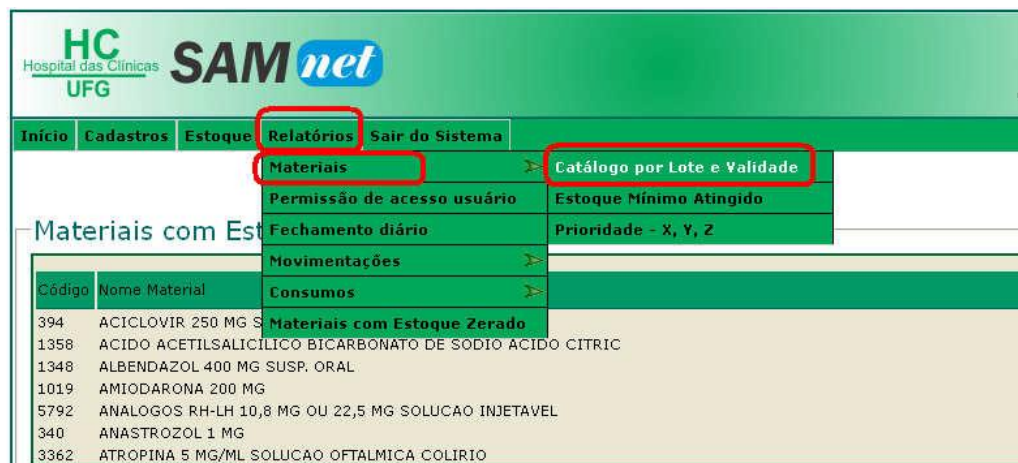 HC
Hospital das Clínicas
UFG
SAM net
Início Cadastros Estoque Relatórios Sair do Sistema
Materiais
Catálogo por Lote e Validade
Permissão de acesso usuário
Estoque Mínimo Atingido
Materiais com Est
Fechamento diário
Prioridade - X, Y, Z
Movimentações
Código Nome Material
Consumos
394 ACICLOVIR 250 MG S
Materiais com Estoque Zerado
1358 ACIDO ACETILSALICILICO BICARBONATO DE SODIO ACIDO CITRIC
1348 ALBENDAZOL 400 MG SUSP. ORAL
1019 AMIODARONA 200 MG
5792 ANALOGOS RH-LH 10,8 MG OU 22,5 MG SOLUCAO INJETAVEL
340 ANASTROZOL 1 MG
3362 ATROPINA 5 MG/ML SOLUCAO OFTALMICA COLIRIO